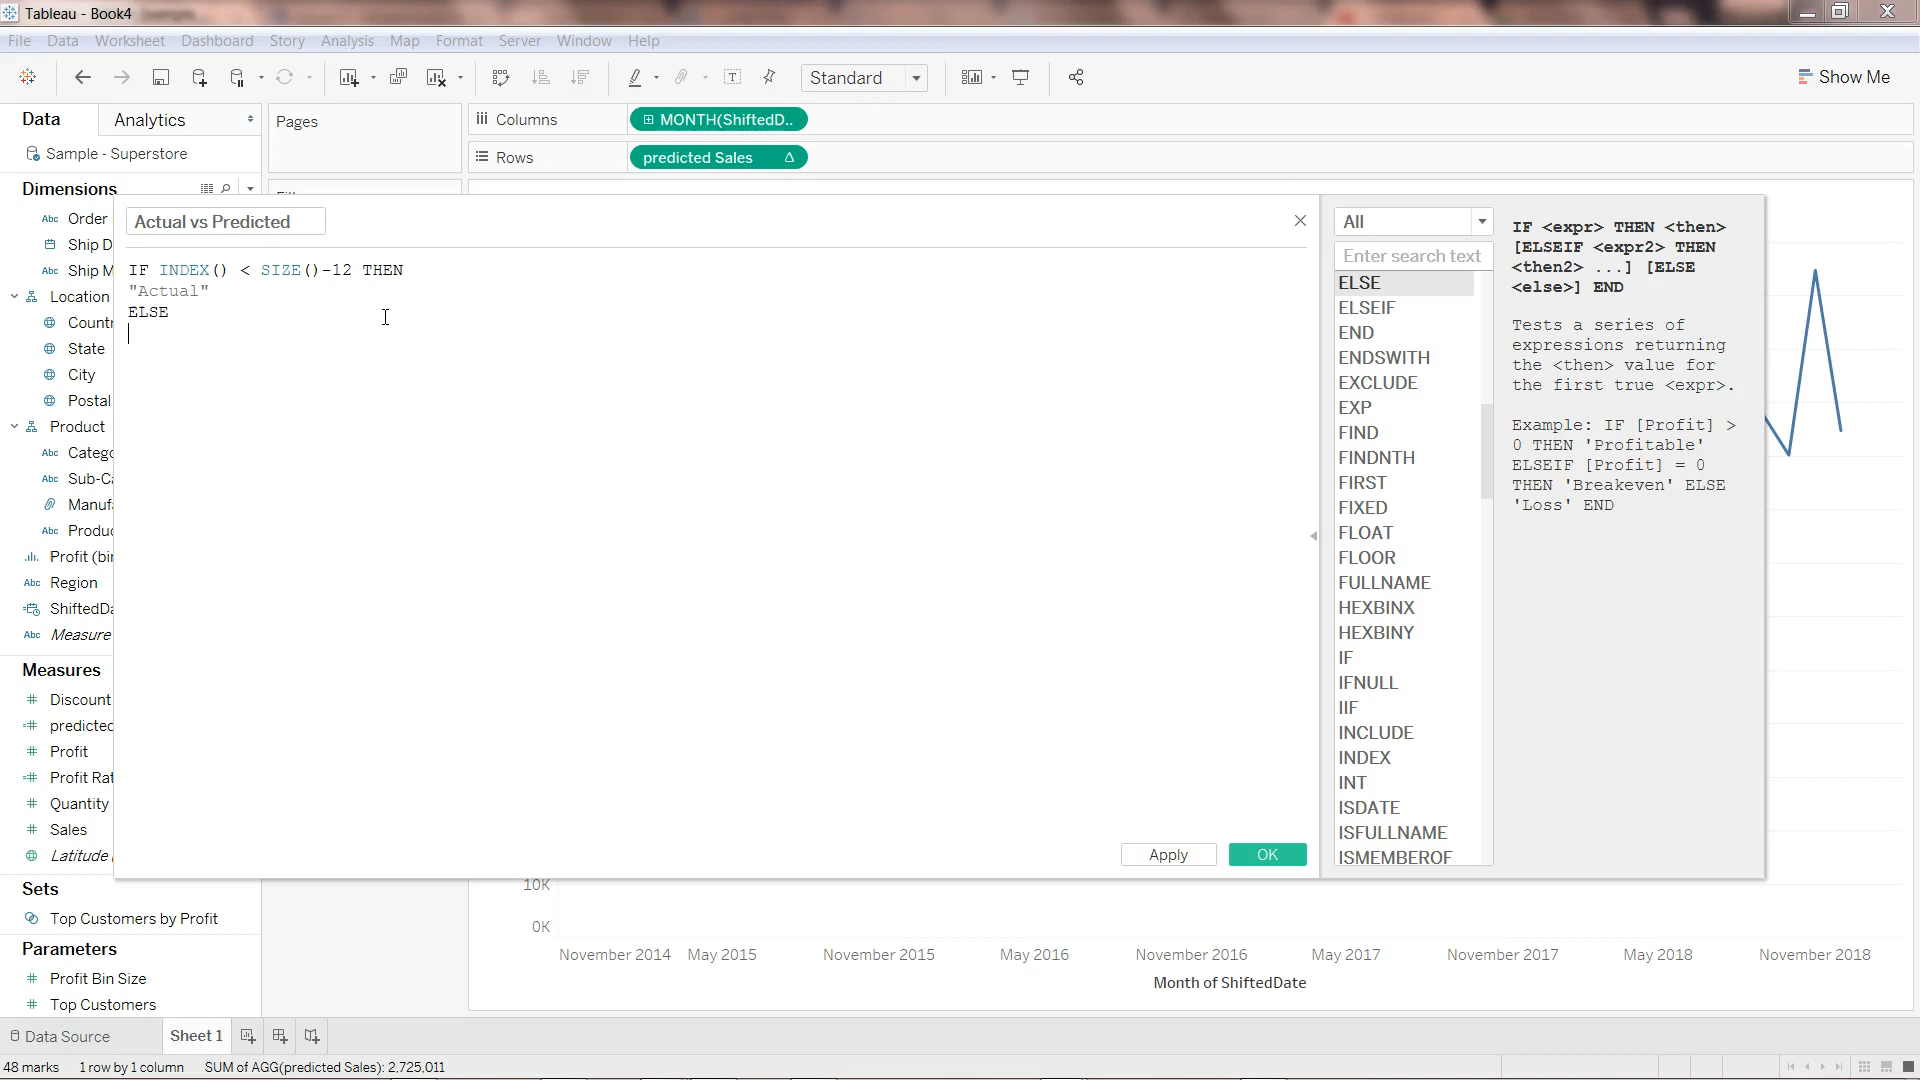 Tableau - Book4
File Data Worksheet Dashboard Story Analysis Map Format Server Window Help
Standard
Show Me
Data
Analytics
Sample - Superstore
Dimensions
Order
Ship D
Ship M
Location
Countr
State
City
Postal
Product
Catego
Sub-Ca
Manufa
Produc
Profit (bin
Region
ShiftedDa
Measure
Measures
Discount
predicted
Profit
Profit Rat
Quantity
Sales
Latitude
Sets
Top Customers by Profit
Parameters
Profit Bin Size
Top Customers
Pages
Columns
MONTH(ShiftedD..
Rows
predicted Sales
Actual vs Predicted
IF INDEX() < SIZE()-12 THEN
"Actual"
ELSE
Apply
OK
All
Enter search text
ELSE
ELSEIF
END
ENDSWITH
EXCLUDE
EXP
FIND
FINDNTH
FIRST
FIXED
FLOAT
FLOOR
FULLNAME
HEXBINX
HEXBINY
IF
IFNULL
IIF
INCLUDE
INDEX
INT
ISDATE
ISFULLNAME
ISMEMBEROF
IF <expr> THEN <then>
[ELSEIF <expr2> THEN
<then2> ...] [ELSE
<else>] END
Tests a series of
expressions returning
the <then> value for
the first true <expr>.
Example: IF [Profit] >
0 THEN 'Profitable'
ELSEIF [Profit] = 0
THEN 'Breakeven' ELSE
'Loss' END
10K
0K
November 2014
May 2015
November 2015
May 2016
November 2016
May 2017
November 2017
May 2018
November 2018
Month of ShiftedDate
Data Source
Sheet 1
48 marks
1 row by 1 column
SUM of AGG(predicted Sales): 2,725,011